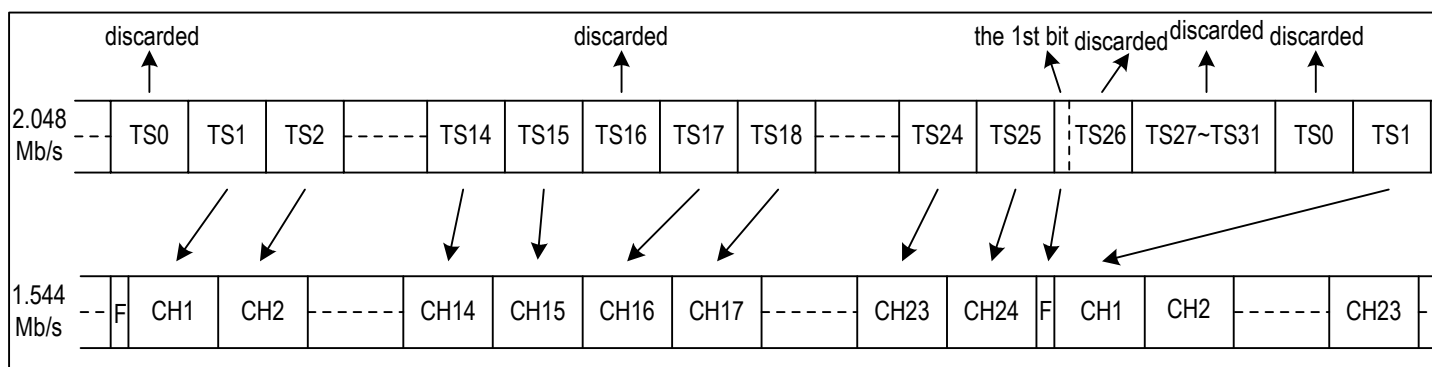 discarded discarded the 1st bit discarded discarded discarded
2.048 Mb/s TS0 TS1 TS2 TS14 TS15 TS16 TS17 TS18 TS24 TS25 TS26 TS27~TS31 TS0 TS1
1.544 Mb/s F CH1 CH2 CH14 CH15 CH16 CH17 CH23 CH24 F CH1 CH2 CH23